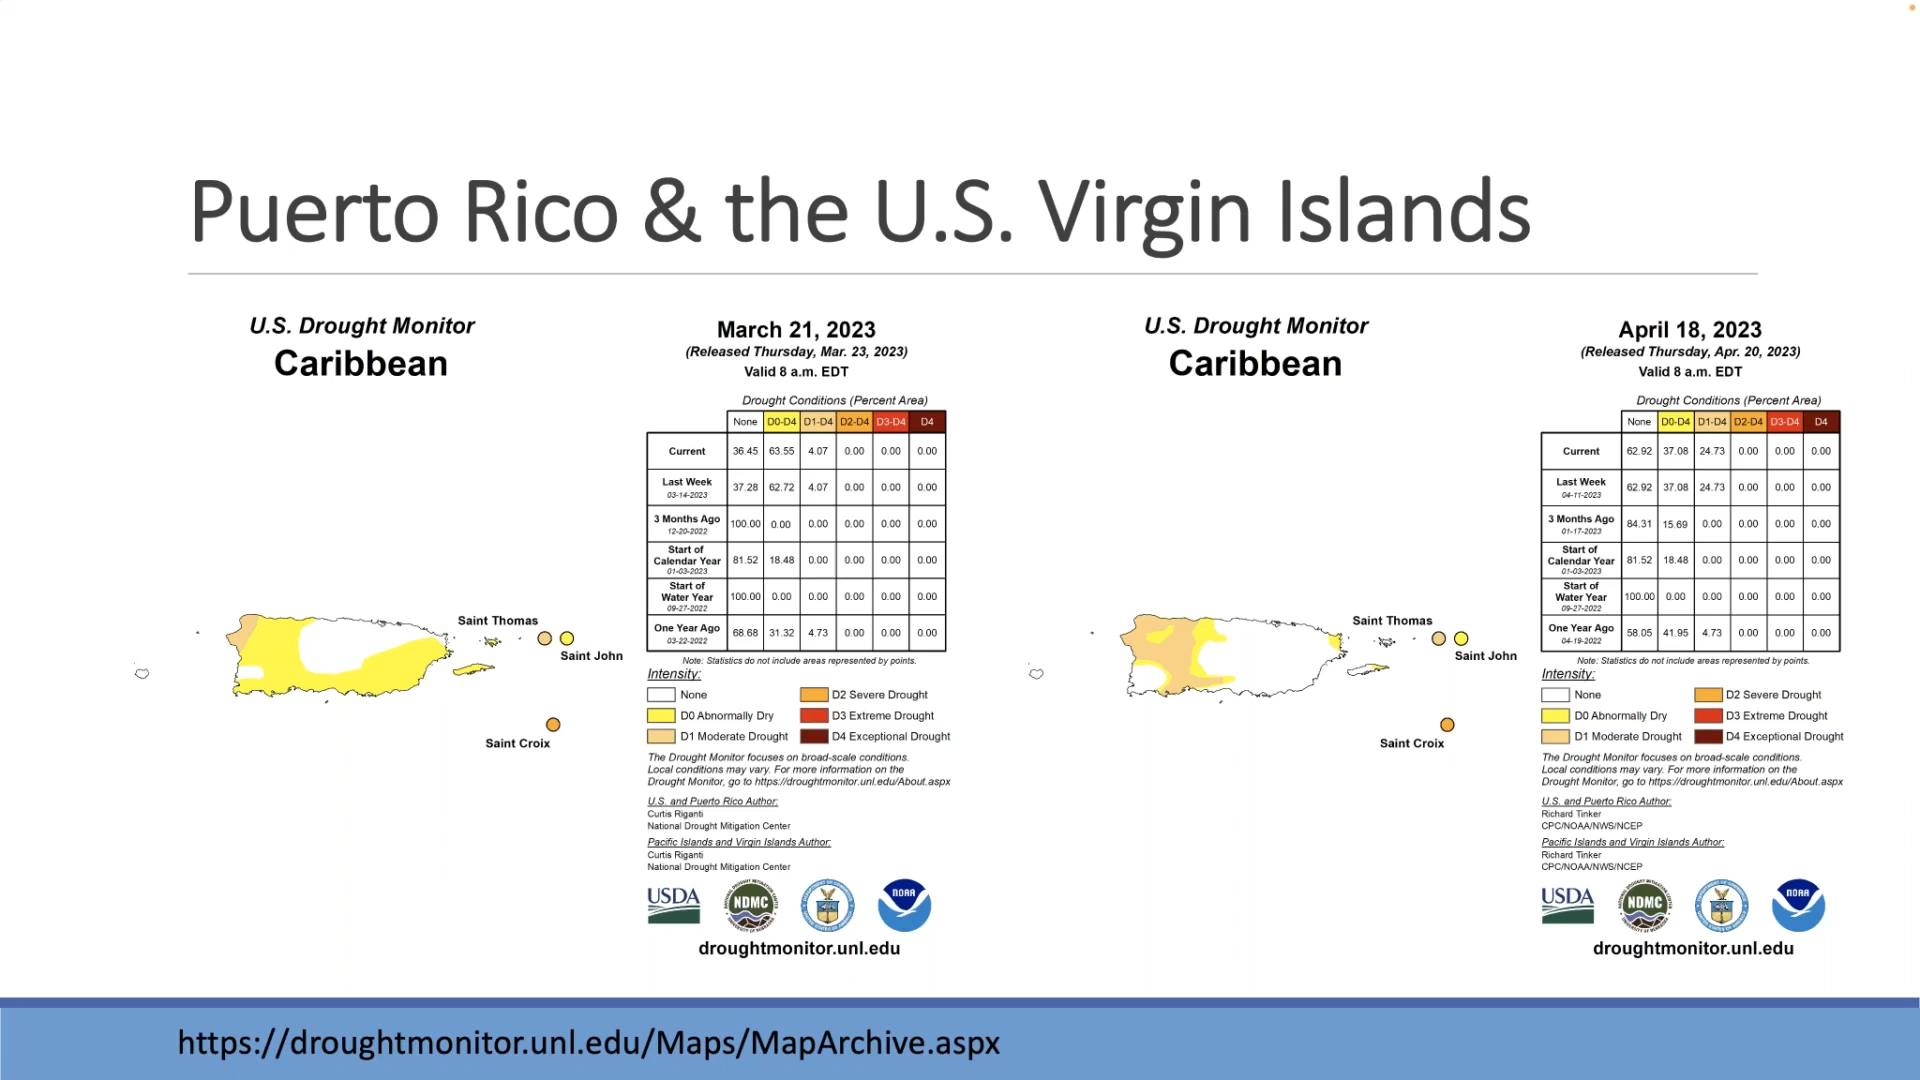 Puerto Rico & the U.S. Virgin Islands
U.S. Drought Monitor
Caribbean
March 21, 2023
(Released Thursday, Mar. 23, 2023)
Valid 8 a.m. EDT
Drought Conditions (Percent Area)
None D0-D4 D1-D4 D2-D4 D3-D4 D4
Current 36.45 63.55 4.07 0.00 0.00 0.00
Last Week 03-14-2023 37.28 62.72 4.07 0.00 0.00 0.00
3 Months Ago 12-20-2022 100.00 0.00 0.00 0.00 0.00 0.00
Start of Calendar Year 01-03-2023 81.52 18.48 0.00 0.00 0.00 0.00
Start of Water Year 09-27-2022 100.00 0.00 0.00 0.00 0.00 0.00
One Year Ago 03-22-2022 68.68 31.32 4.73 0.00 0.00 0.00
Note: Statistics do not include areas represented by points.
Saint Thomas
Saint John
Saint Croix
Intensity:
None
D0 Abnormally Dry
D1 Moderate Drought
D2 Severe Drought
D3 Extreme Drought
D4 Exceptional Drought
The Drought Monitor focuses on broad-scale conditions.
Local conditions may vary. For more information on the
Drought Monitor, go to https://droughtmonitor.unl.edu/About.aspx
U.S. and Puerto Rico Author:
Curtis Riganti
National Drought Mitigation Center
Pacific Islands and Virgin Islands Author:
Curtis Riganti
National Drought Mitigation Center
USDA
NDMC
NOAA
droughtmonitor.unl.edu
U.S. Drought Monitor
Caribbean
April 18, 2023
(Released Thursday, Apr. 20, 2023)
Valid 8 a.m. EDT
Drought Conditions (Percent Area)
None D0-D4 D1-D4 D2-D4 D3-D4 D4
Current 62.92 37.08 24.73 0.00 0.00 0.00
Last Week 04-11-2023 62.92 37.08 24.73 0.00 0.00 0.00
3 Months Ago 01-17-2023 84.31 15.69 0.00 0.00 0.00 0.00
Start of Calendar Year 01-03-2023 81.52 18.48 0.00 0.00 0.00 0.00
Start of Water Year 09-27-2022 100.00 0.00 0.00 0.00 0.00 0.00
One Year Ago 04-19-2022 58.05 41.95 4.73 0.00 0.00 0.00
Note: Statistics do not include areas represented by points.
Saint Thomas
Saint John
Saint Croix
Intensity:
None
D0 Abnormally Dry
D1 Moderate Drought
D2 Severe Drought
D3 Extreme Drought
D4 Exceptional Drought
The Drought Monitor focuses on broad-scale conditions.
Local conditions may vary. For more information on the
Drought Monitor, go to https://droughtmonitor.unl.edu/About.aspx
U.S. and Puerto Rico Author:
Richard Tinker
CPC/NOAA/NWS/NCEP
Pacific Islands and Virgin Islands Author:
Richard Tinker
CPC/NOAA/NWS/NCEP
USDA
NDMC
NOAA
droughtmonitor.unl.edu
https://droughtmonitor.unl.edu/Maps/MapArchive.aspx